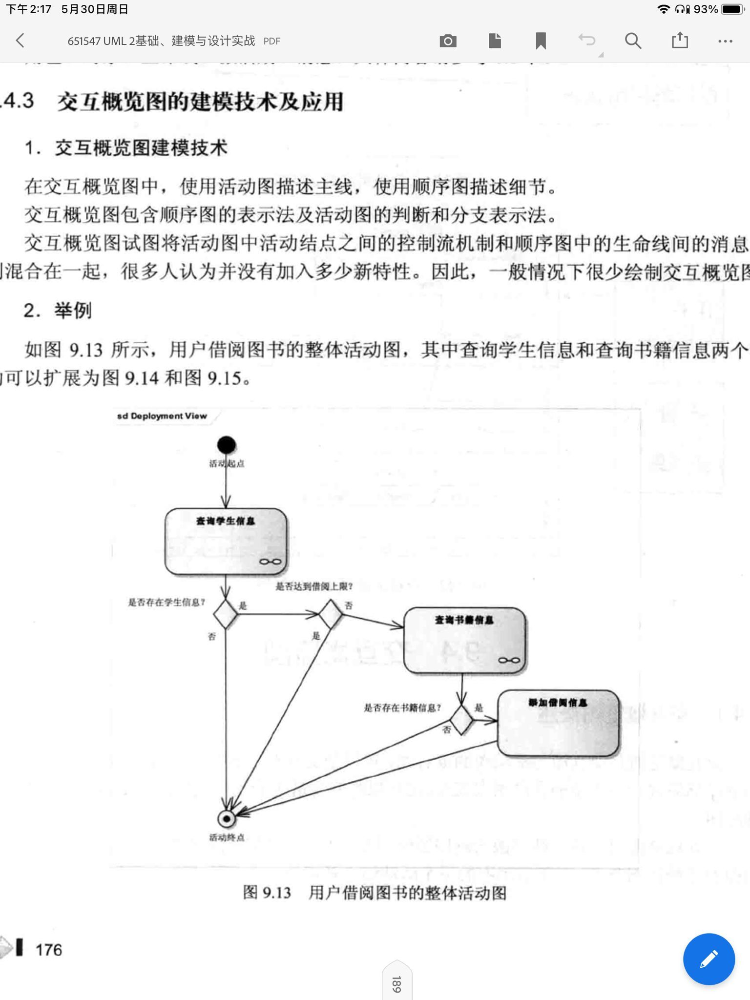 下午2:17 5月30日周日
93%
651547 UML 2基础、建模与设计实战 PDF
.4.3 交互概览图的建模技术及应用
1. 交互概览图建模技术
在交互概览图中，使用活动图描述主线，使用顺序图描述细节。
交互概览图包含顺序图的表示法及活动图的判断和分支表示法。
交互概览图试图将活动图中活动结点之间的控制流机制和顺序图中的生命线间的消息
混合在一起，很多人认为并没有加入多少新特性。因此，一般情况下很少绘制交互概览图
2. 举例
如图 9.13 所示，用户借阅图书的整体活动图，其中查询学生信息和查询书籍信息两个
可以扩展为图 9.14 和图 9.15。
sd Deployment View
活动起点
查询学生信息
是否达到借阅上限？
是否存在学生信息？
是
否
查询书籍信息
否
是
是否存在书籍信息？
是
添加借阅信息
否
活动终点
图 9.13 用户借阅图书的整体活动图
176
189